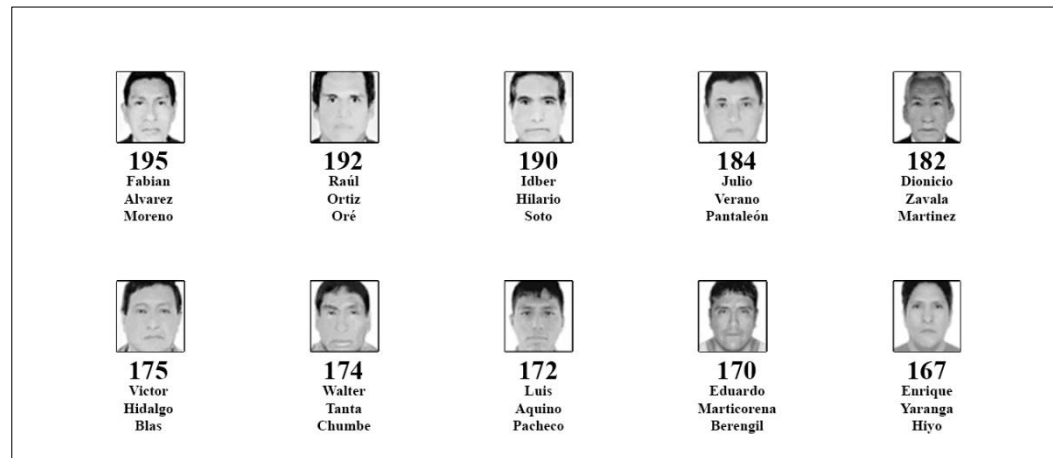 195
Fabian
Alvarez
Moreno
192
Raúl
Ortiz
Oré
190
Idber
Hilario
Soto
184
Julio
Verano
Pantaleón
182
Dionicio
Zavala
Martinez
175
Victor
Hidalgo
Blas
174
Walter
Tanta
Chumbe
172
Luis
Aquino
Pacheco
170
Eduardo
Marticorena
Berengil
167
Enrique
Yaranga
Hiyo